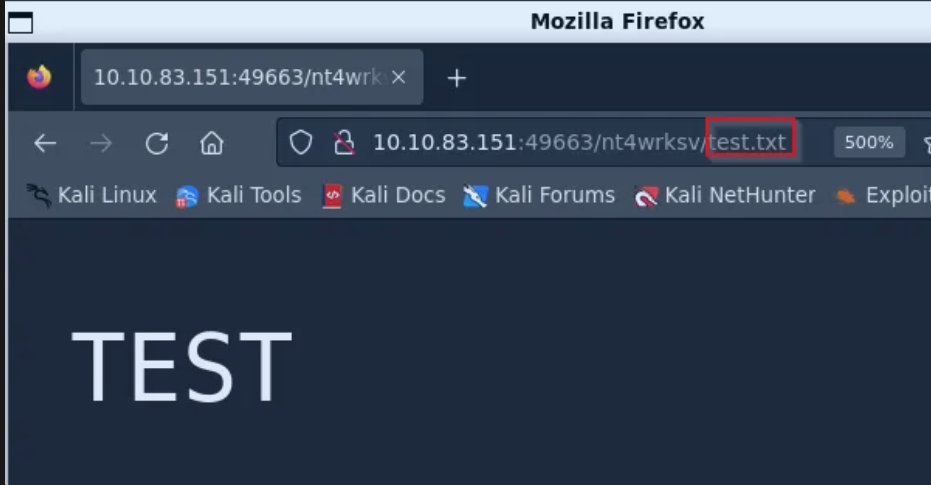 Mozilla Firefox
10.10.83.151:49663/nt4wrk
10.10.83.151:49663/nt4wrksv/test.txt 500%
Kali Linux Kali Tools Kali Docs Kali Forums Kali NetHunter Exploit
TEST